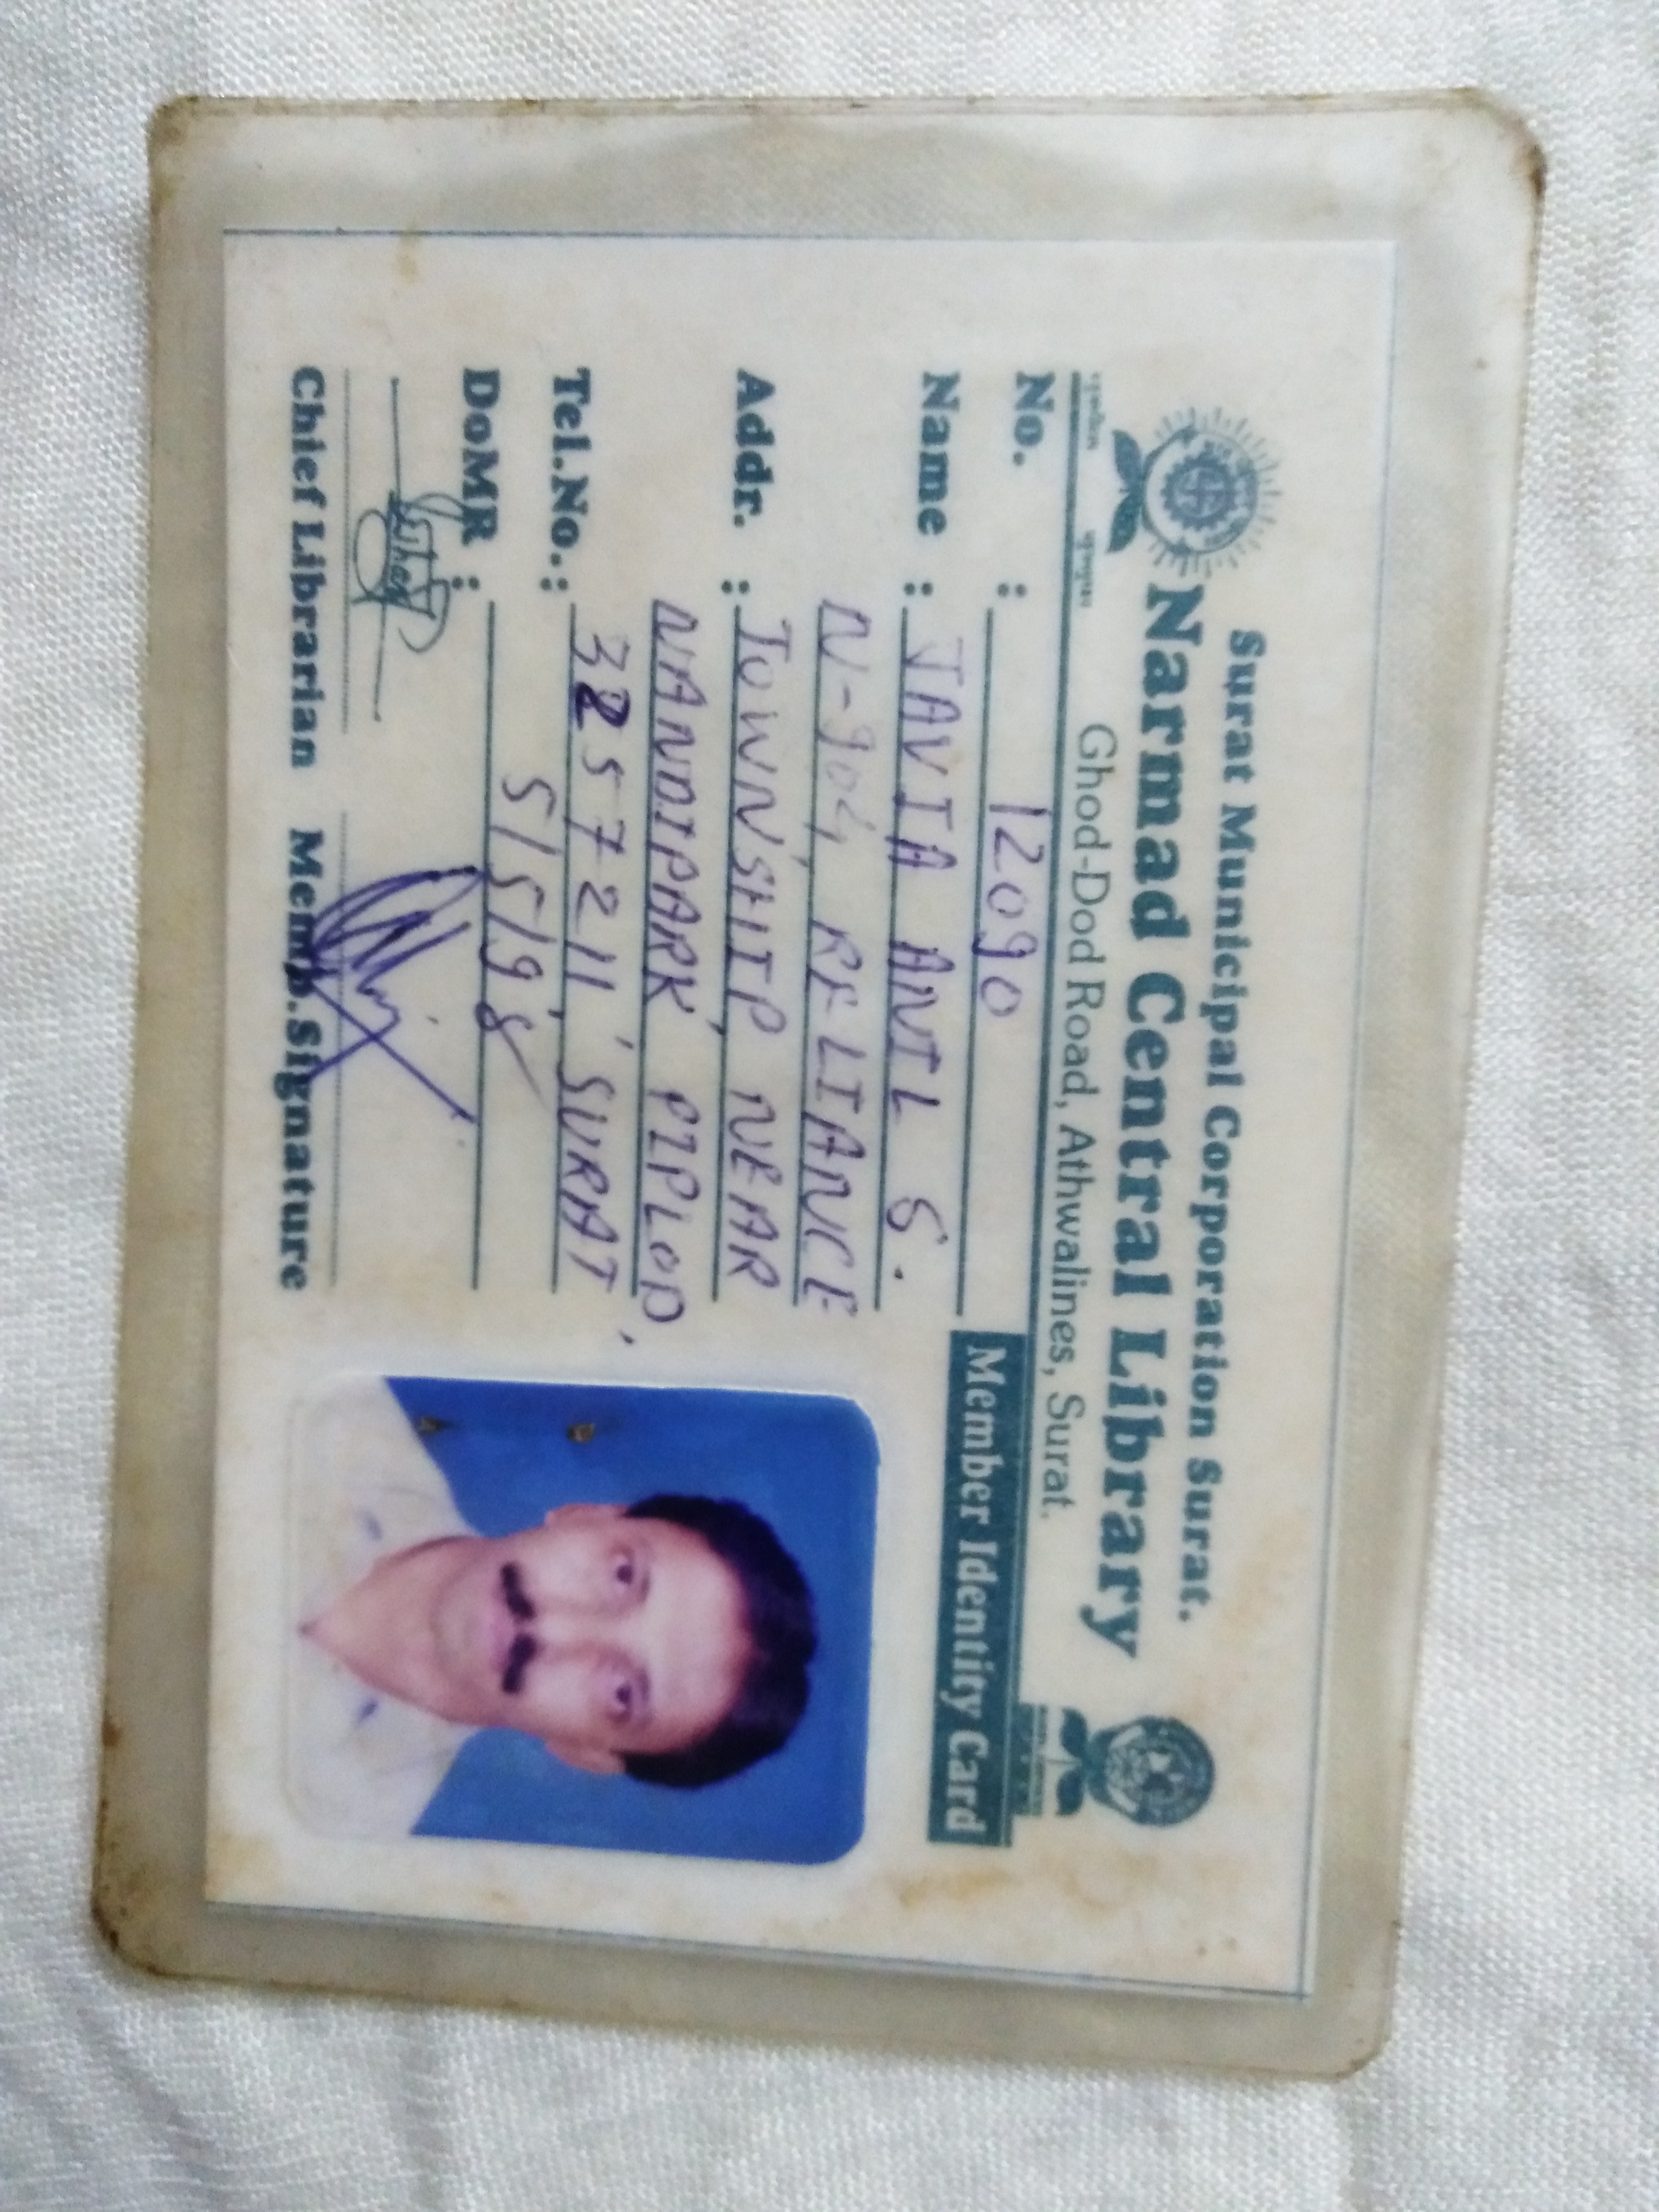 Surat Municipal Corporation Surat.
Narmad Central Library
Ghod-Dod Road, Athwalines, Surat.
Member Identity Card
No. : 12090
Name : JAVIA ANIL S.
N-904, RELIANCE
Addr. : TOWNSHIP, NEAR
NANDIPARK, PIPLOD,
Tel.No.: 3257211, SURAT
DoMR : 5/5/98
Chief Librarian Memb.Signature